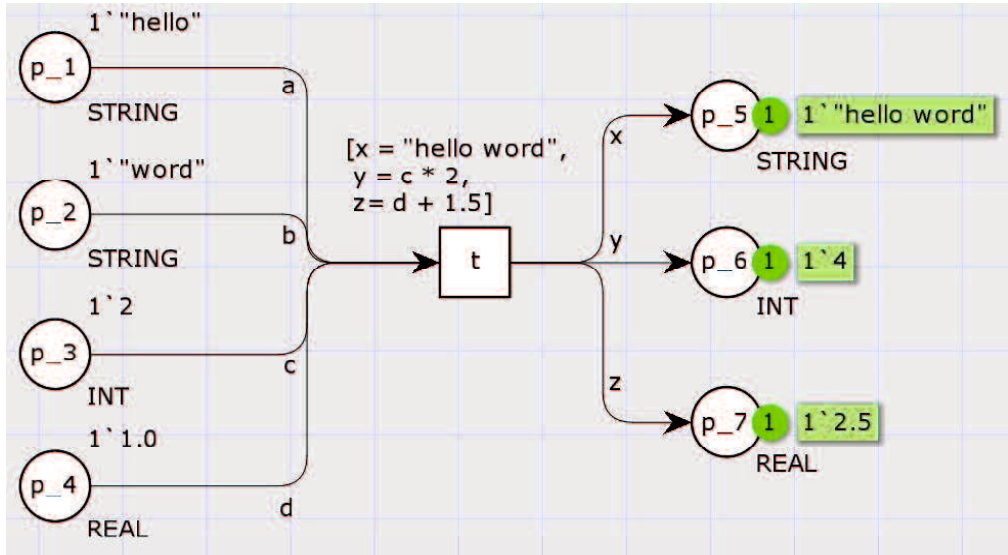 1`"hello"
p_1
a
STRING
1`"word"
p_2
b
STRING
1`2
p_3
c
INT
1`1.0
p_4
d
REAL
[x = "hello word",
y = c * 2,
z= d + 1.5]
t
x
p_5 1 1`"hello word"
STRING
y
p_6 1 1`4
INT
z
p_7 1 1`2.5
REAL